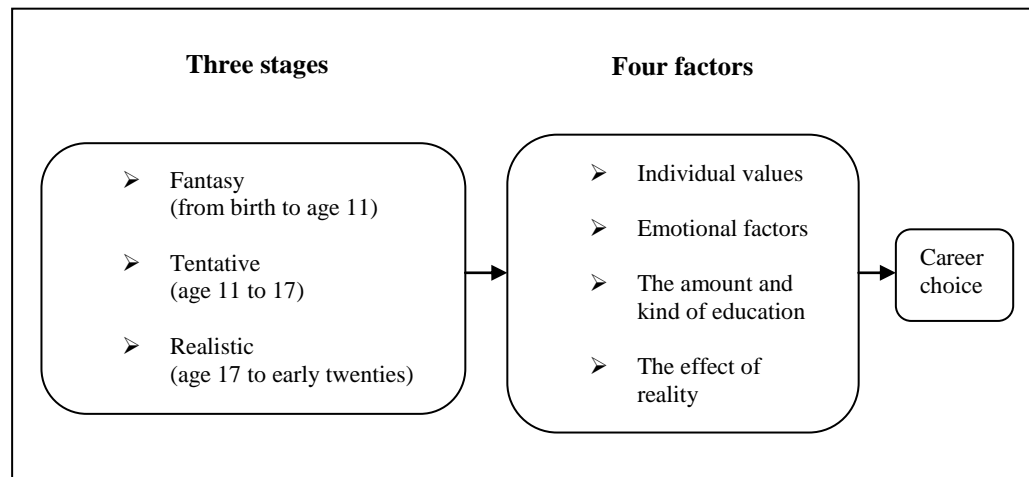 Three stages
Four factors
➢ Fantasy
(from birth to age 11)
➢ Tentative
(age 11 to 17)
➢ Realistic
(age 17 to early twenties)
➢ Individual values
➢ Emotional factors
➢ The amount and
kind of education
➢ The effect of
reality
Career
choice